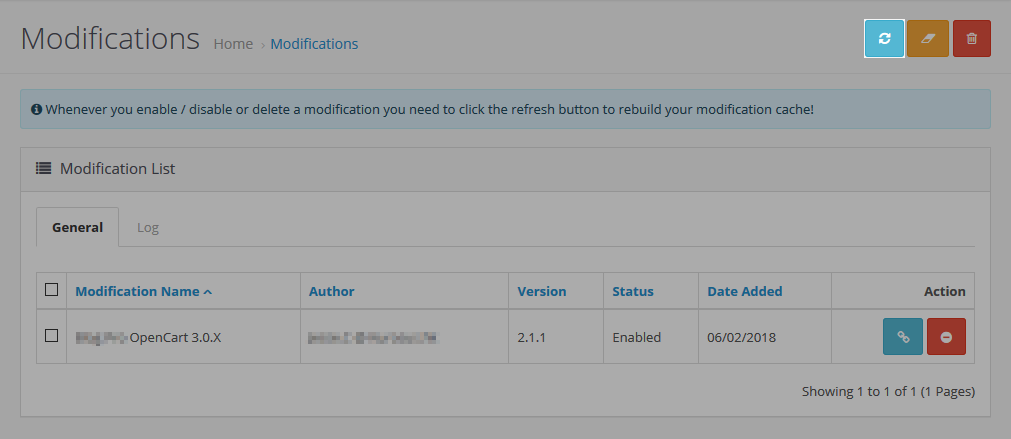 Modifications Home › Modifications
Whenever you enable / disable or delete a modification you need to click the refresh button to rebuild your modification cache!
Modification List
General Log
Modification Name Author Version Status Date Added Action
OpenCart 3.0.X 2.1.1 Enabled 06/02/2018
Showing 1 to 1 of 1 (1 Pages)